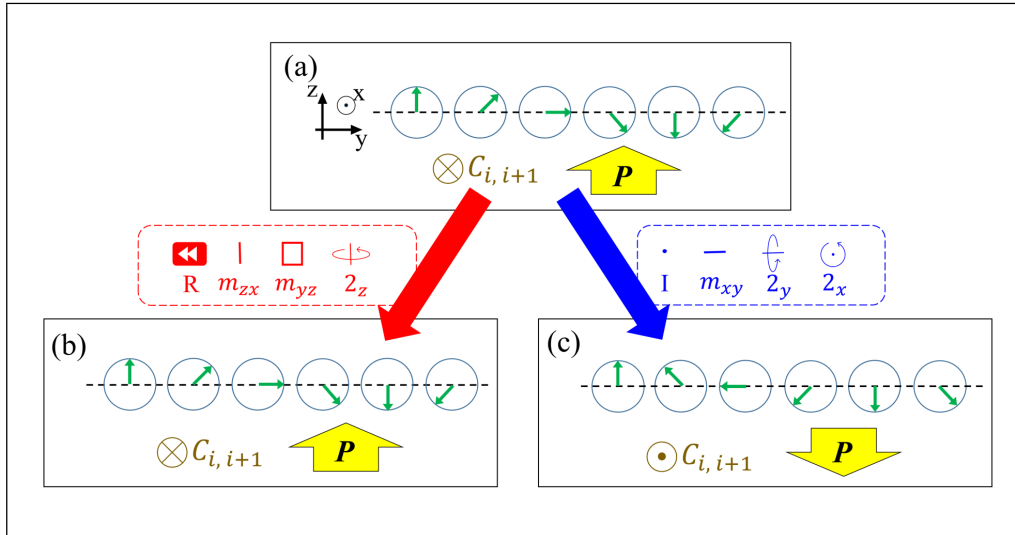 (a)
z
x
y
C_{i, i+1}
P
R m_{zx} m_{yz} 2_z
I m_{xy} 2_y 2_x
(b)
C_{i, i+1}
P
(c)
C_{i, i+1}
P